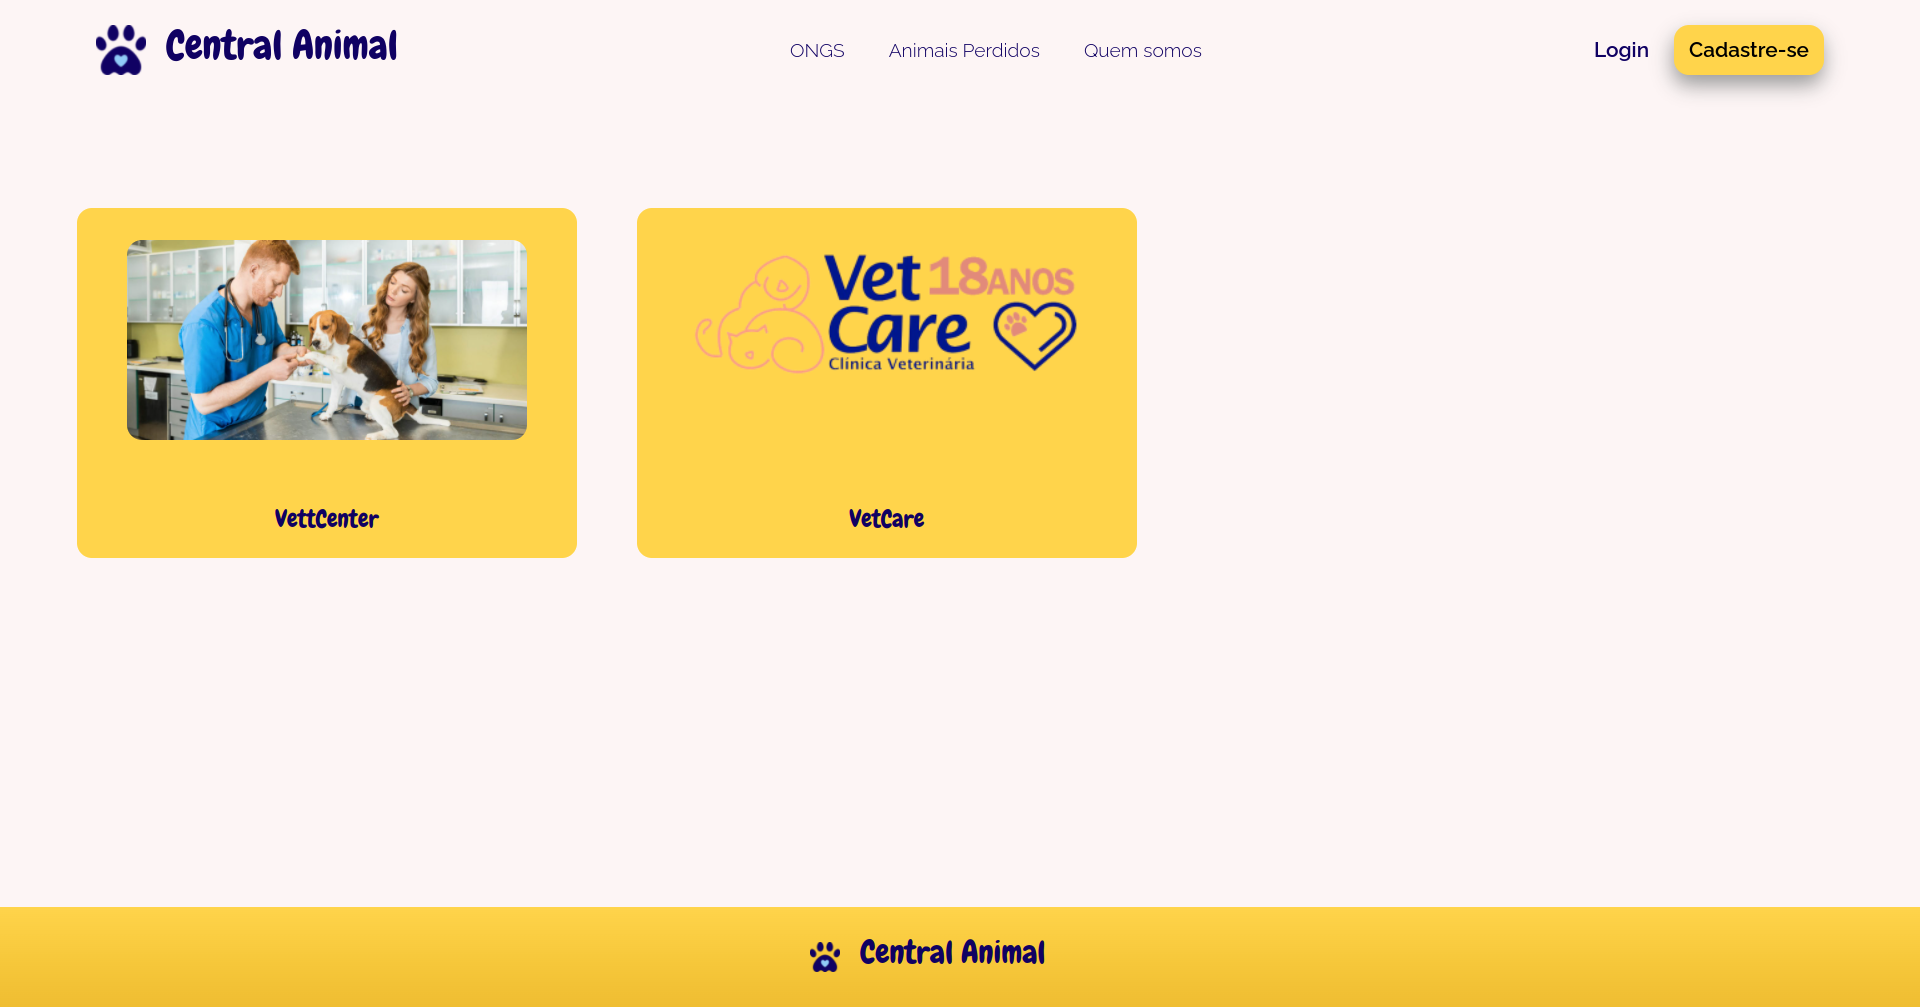 Central Animal
ONGS
Animais Perdidos
Quem somos
Login
Cadastre-se
Vet 18ANOS
Care
Clínica Veterinária
VettCenter
VetCare
Central Animal